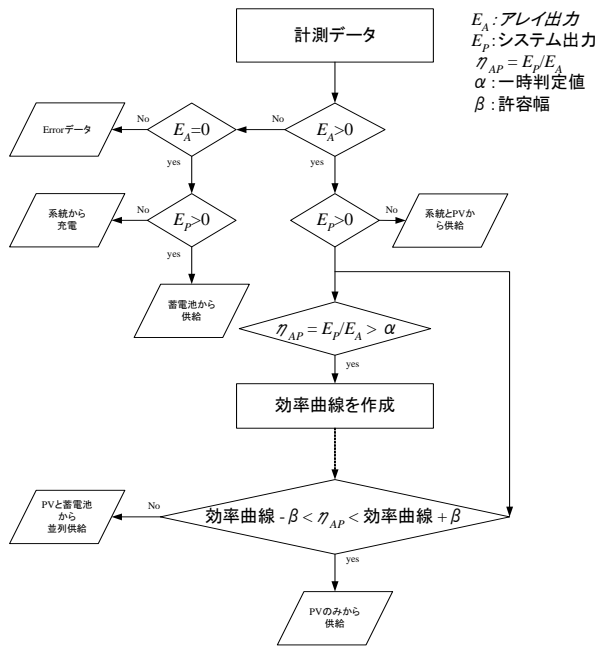 計測データ
E_A:アレイ出力
E_P:システム出力
η_AP = E_P/E_A
α:一時判定値
β:許容幅
Errorデータ
No
E_A=0
No
E_A>0
yes
yes
系統から
充電
No
E_P>0
E_P>0
No
系統とPVか
ら供給
yes
蓄電池から
供給
η_AP = E_P/E_A > α
yes
効率曲線を作成
PVと蓄電池
から
並列供給
No
効率曲線 - β < η_AP < 効率曲線 + β
yes
PVのみから
供給